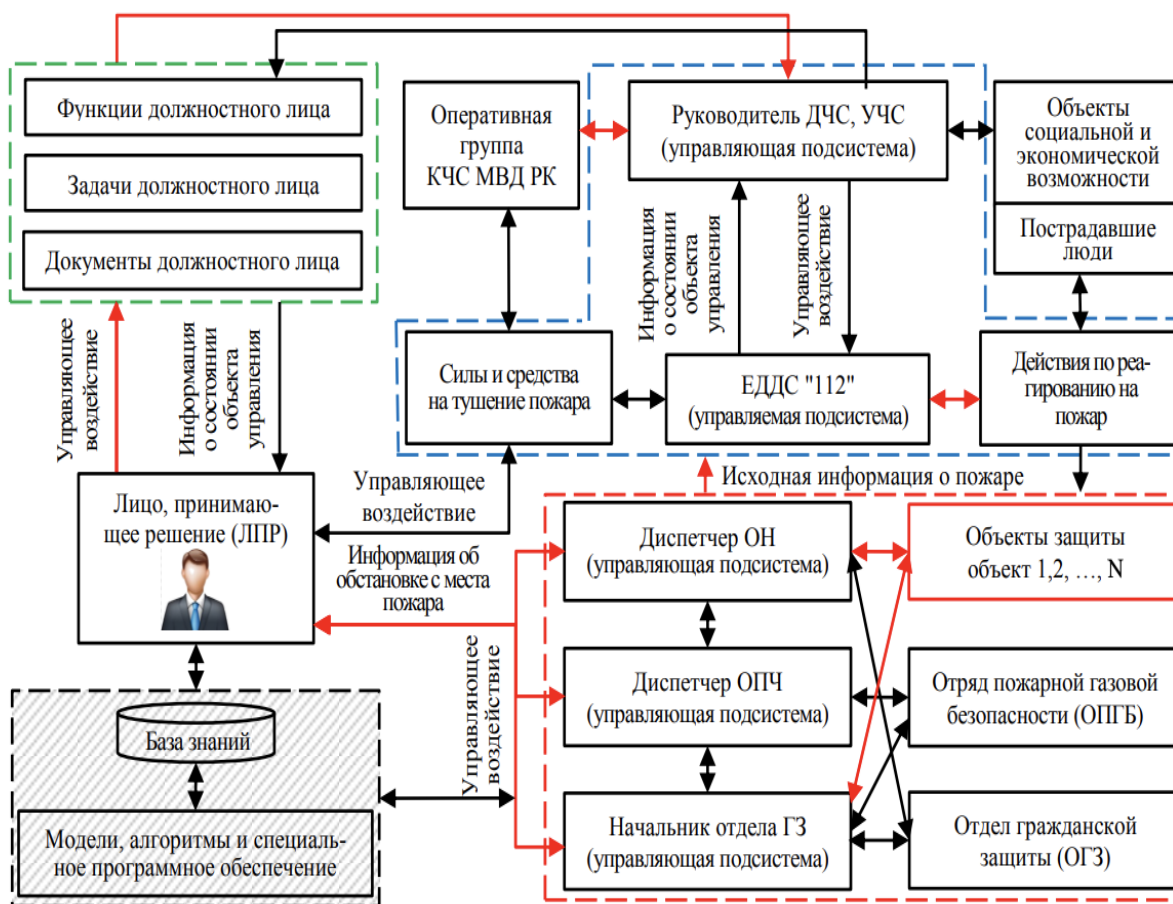 Функции должностного лица
Задачи должностного лица
Документы должностного лица
Оперативная
группа
КЧС МВД РК
Руководитель ДЧС, УЧС
(управляющая подсистема)
Объекты
социальной и
экономической
возможности
Пострадавшие
люди
Информация
о состоянии
объекта
управления
Управляющее
воздействие
Управляющее
воздействие
Информация
о состоянии
объекта
управления
Силы и средства
на тушение пожара
ЕДДС "112"
(управляемая подсистема)
Действия по реа-
гированию на
пожар
Лицо, принимаю-
щее решение (ЛПР)
Управляющее
воздействие
Информация об
обстановке с места
пожара
Исходная информация о пожаре
Диспетчер ОН
(управляющая подсистема)
Объекты защиты
объект 1,2, …, N
Диспетчер ОПЧ
(управляющая подсистема)
Отряд пожарной газовой
безопасности (ОПГБ)
Управляющее
воздействие
База знаний
Модели, алгоритмы и специаль-
ное программное обеспечение
Начальник отдела ГЗ
(управляющая подсистема)
Отдел гражданской
защиты (ОГЗ)